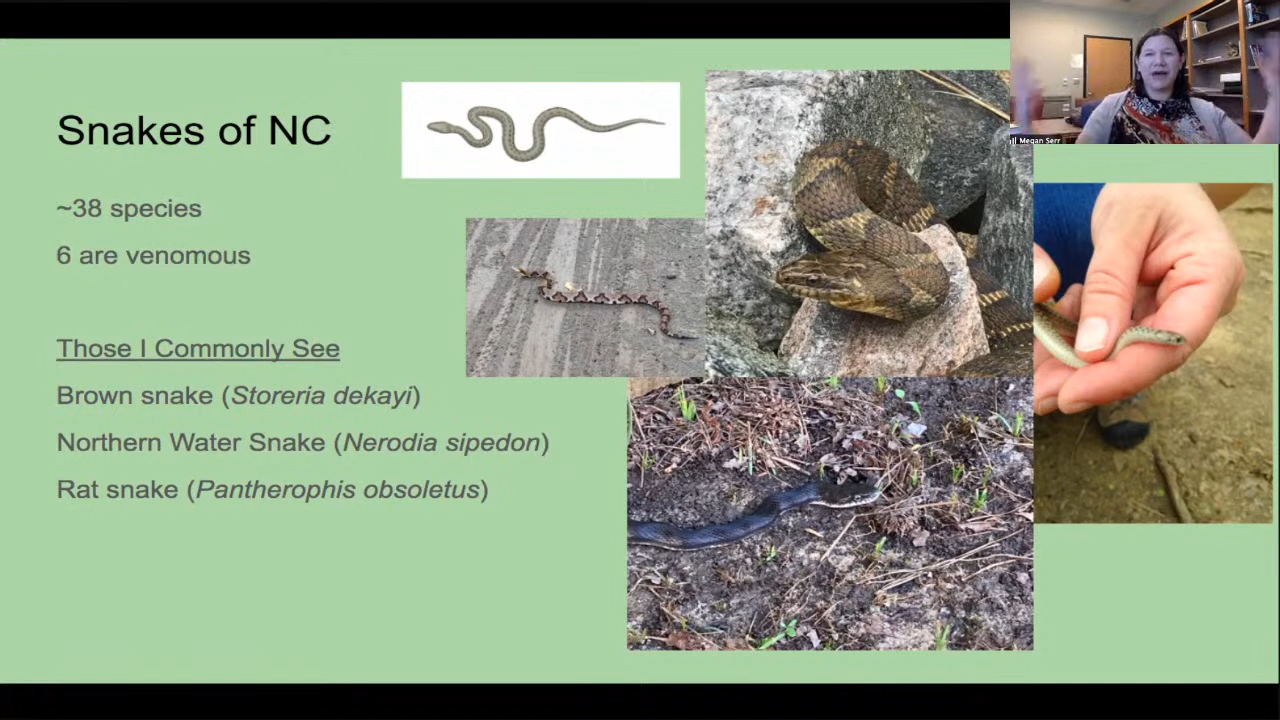 Snakes of NC
~38 species
6 are venomous
Those I Commonly See
Brown snake (Storeria dekayi)
Northern Water Snake (Nerodia sipedon)
Rat snake (Pantherophis obsoletus)
Megan Serr